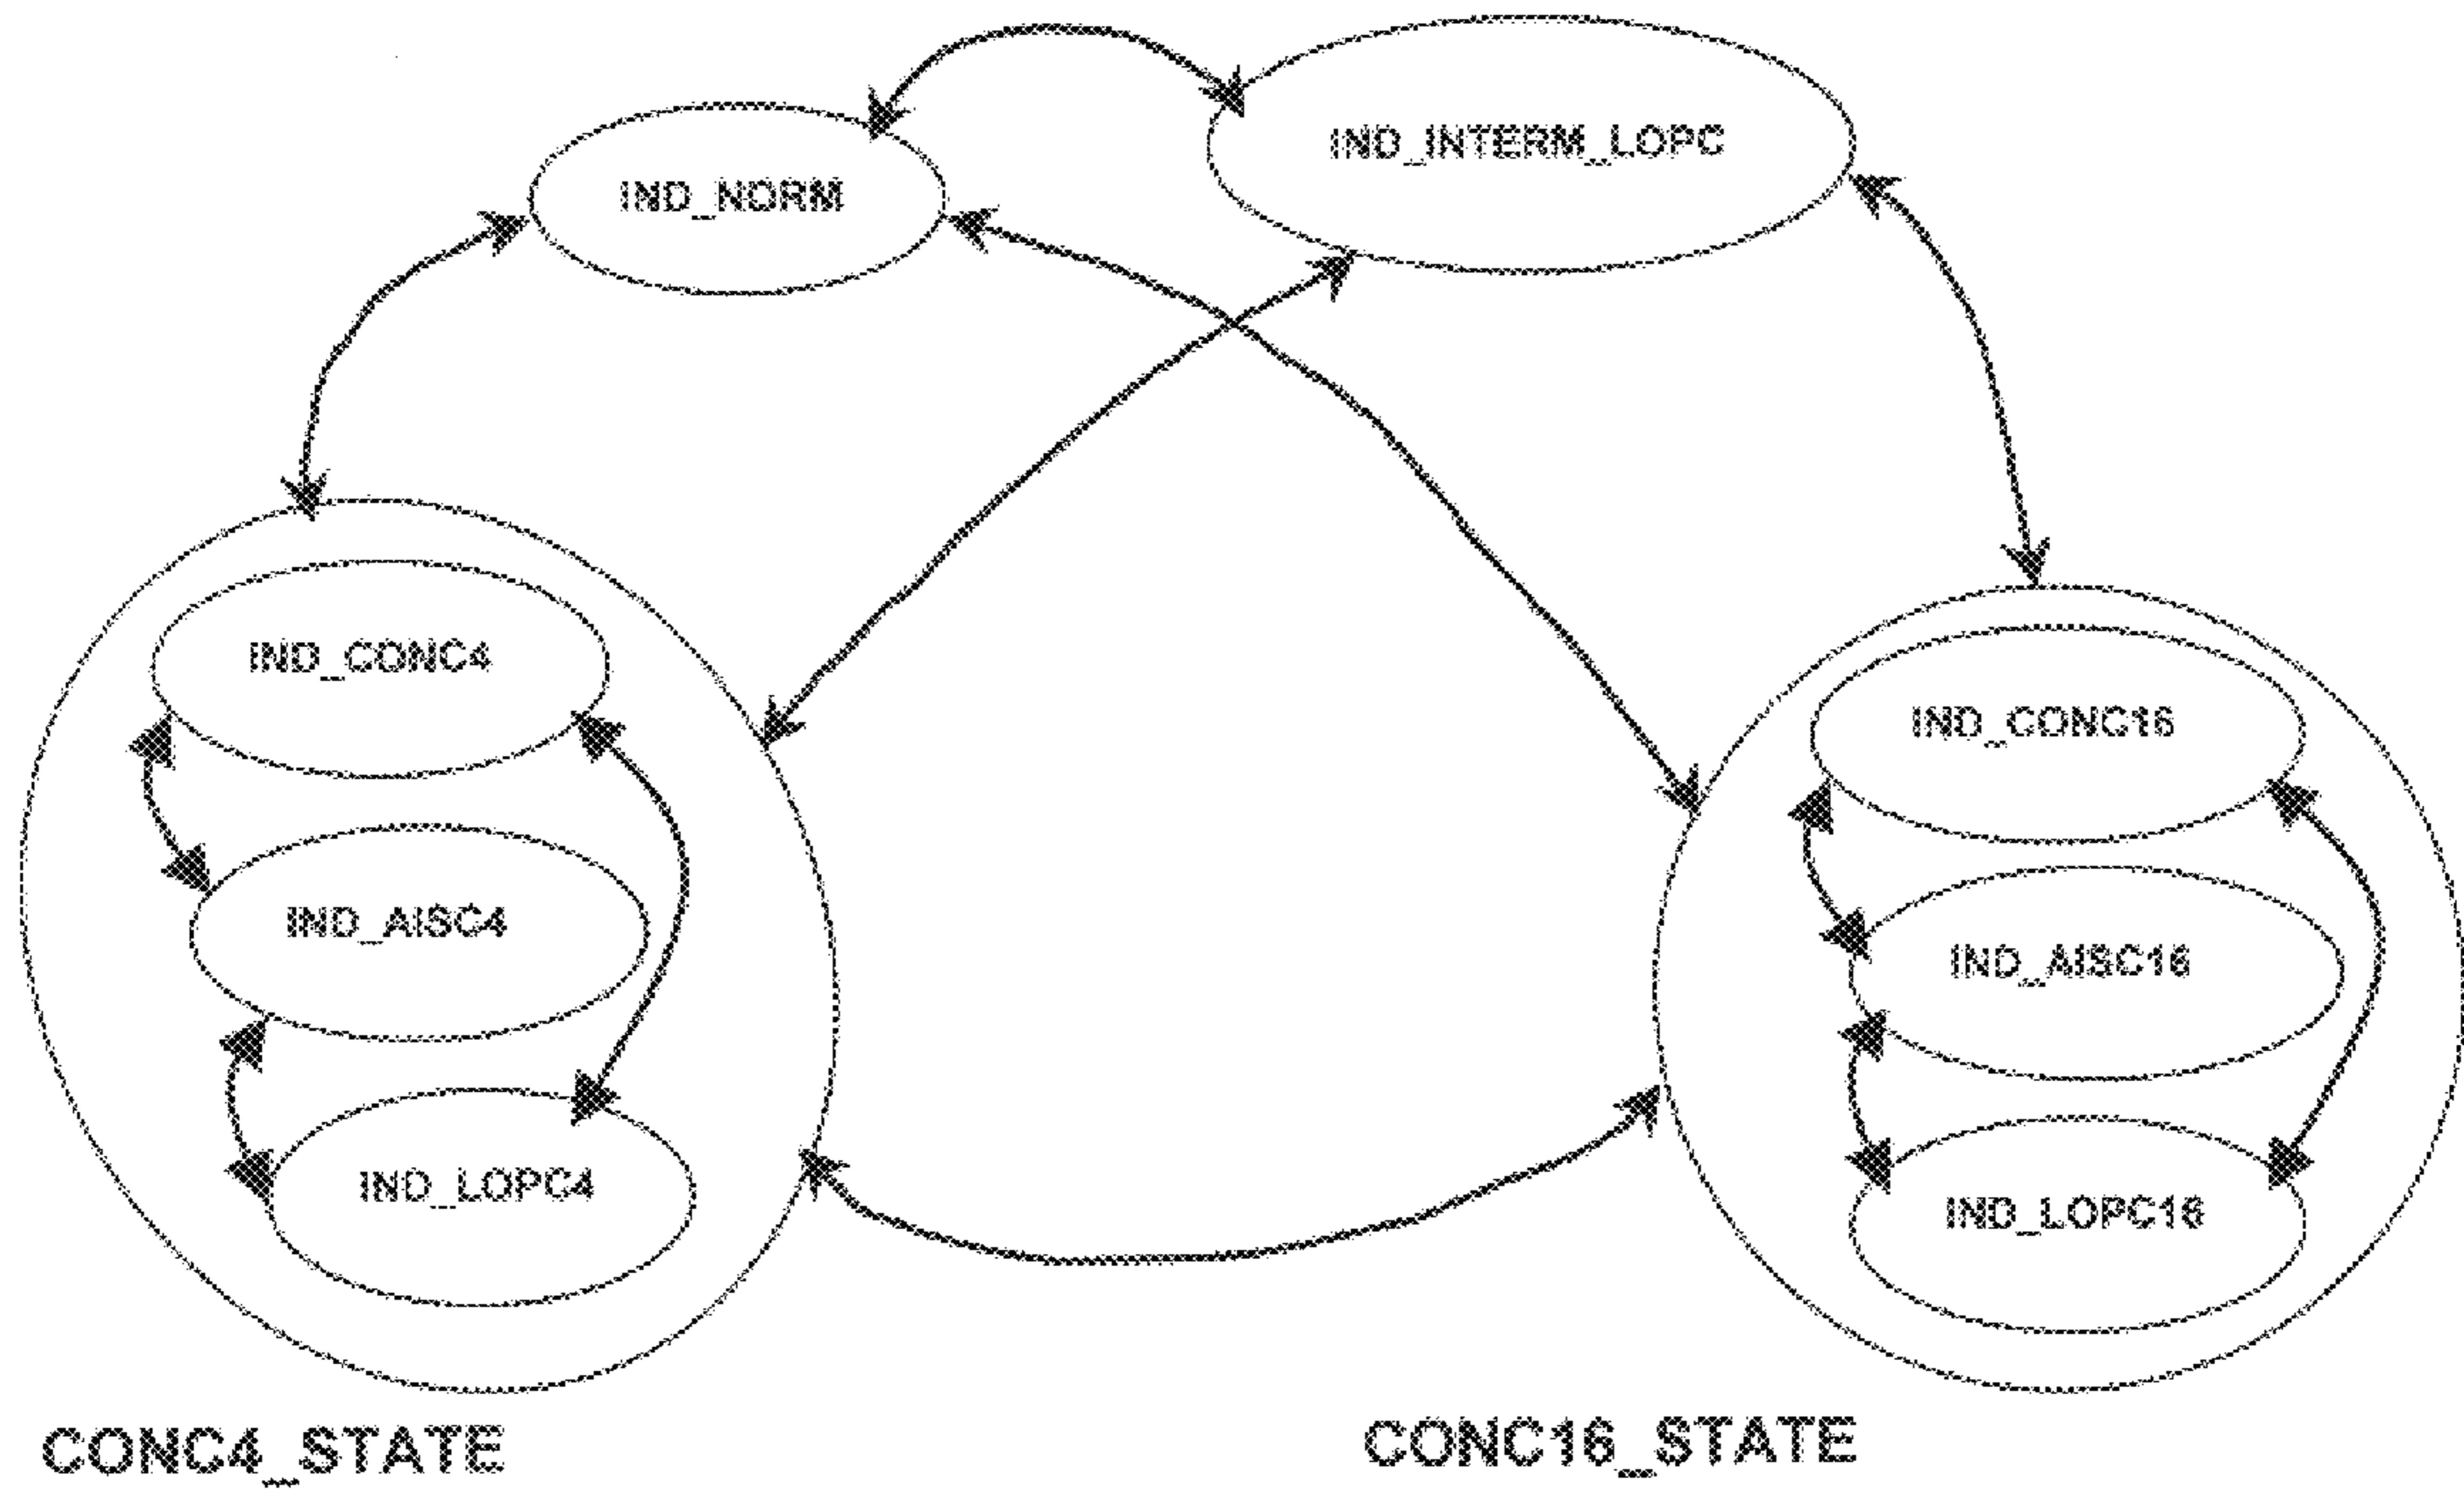 IND_NORM
IND_INTERM_LOPC
IND_CONC4
IND_AISC4
IND_LOPC4
IND_CONC16
IND_AISC16
IND_LOPC16
CONC4_STATE
CONC16_STATE